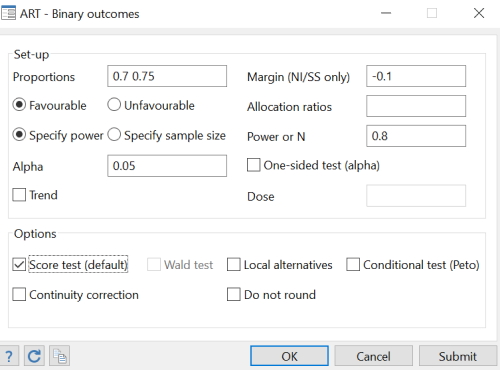 ART - Binary outcomes
Set-up
Proportions 0.7 0.75 Margin (NI/SS only) -0.1
Favourable Unfavourable Allocation ratios
Specify power Specify sample size Power or N 0.8
Alpha 0.05 One-sided test (alpha)
Trend Dose
Options
Score test (default) Wald test Local alternatives Conditional test (Peto)
Continuity correction Do not round
? OK Cancel Submit